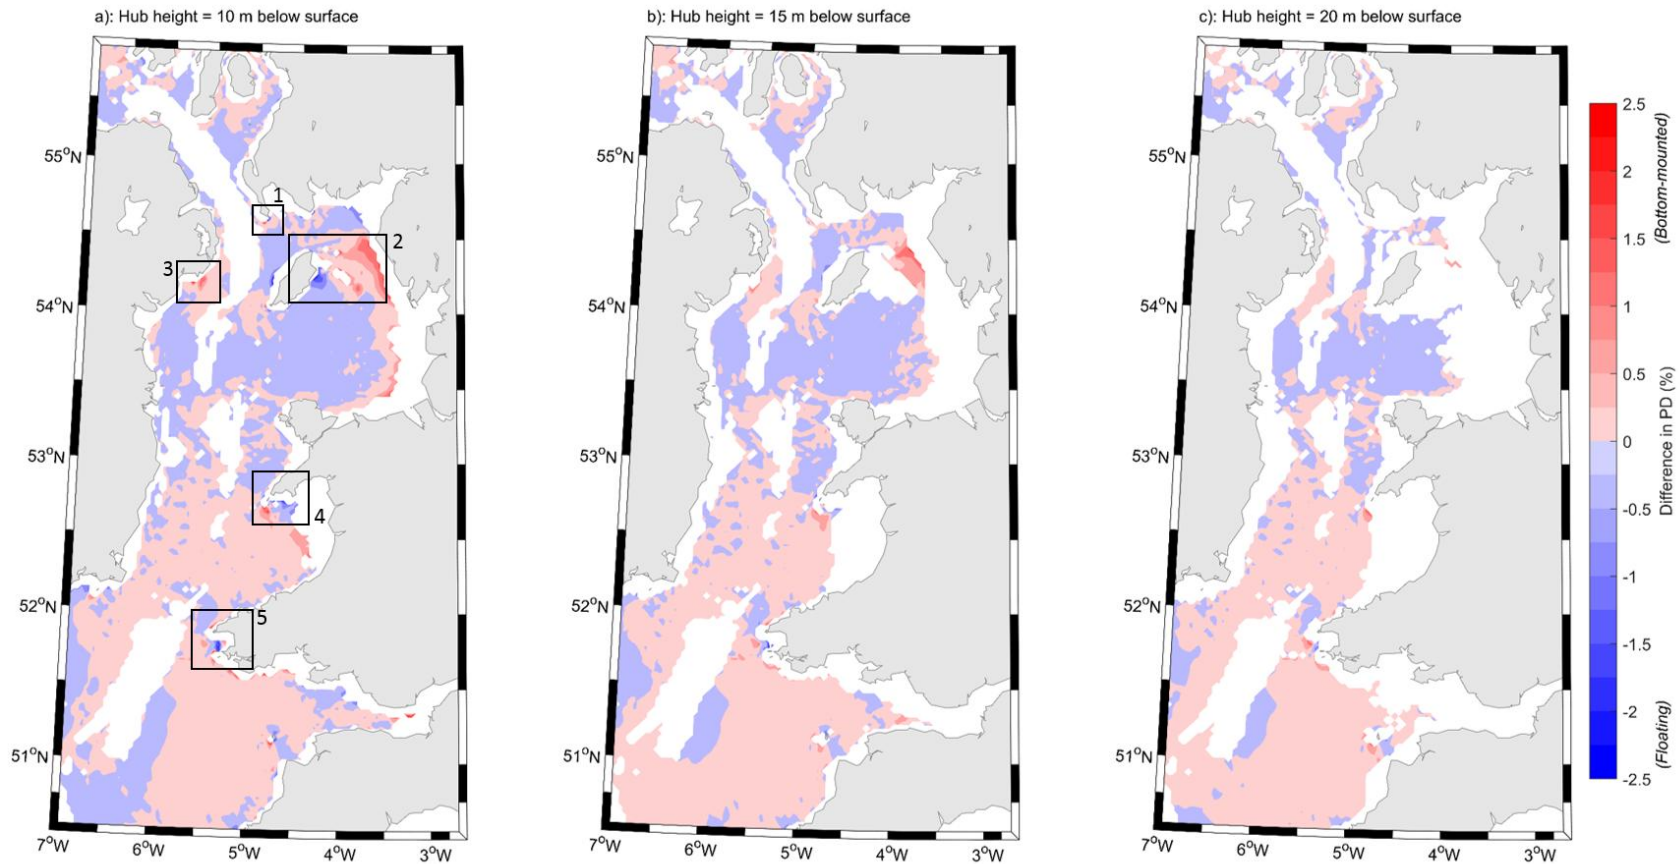 a): Hub height = 10 m below surface
b): Hub height = 15 m below surface
c): Hub height = 20 m below surface
55°N
54°N
53°N
52°N
51°N
7°W
6°W
5°W
4°W
3°W
1
2
3
4
5
55°N
54°N
53°N
52°N
51°N
7°W
6°W
5°W
4°W
3°W
55°N
54°N
53°N
52°N
51°N
7°W
6°W
5°W
4°W
3°W
2.5
2
1.5
1
0.5
0
-0.5
-1
-1.5
-2
-2.5
(Bottom-mounted)
Difference in PD (%)
(Floating)